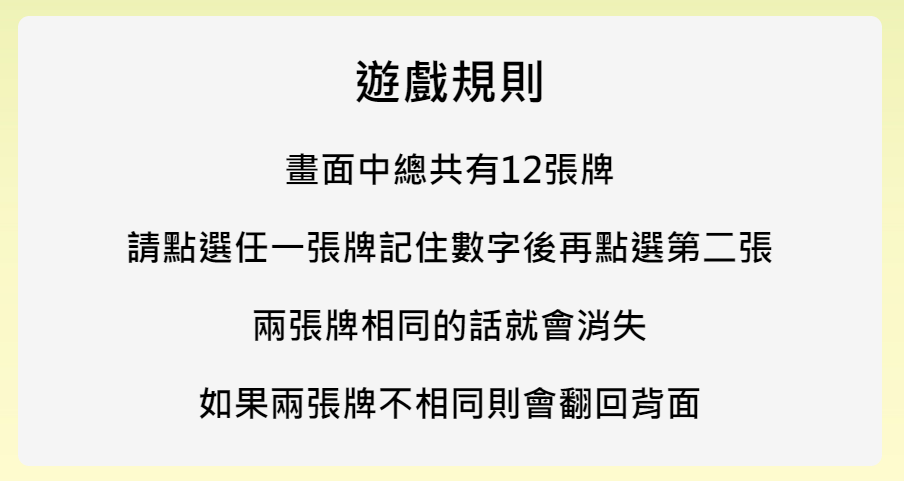 遊戲規則
畫面中總共有12張牌
請點選任一張牌記住數字後再點選第二張
兩張牌相同的話就會消失
如果兩張牌不相同則會翻回背面